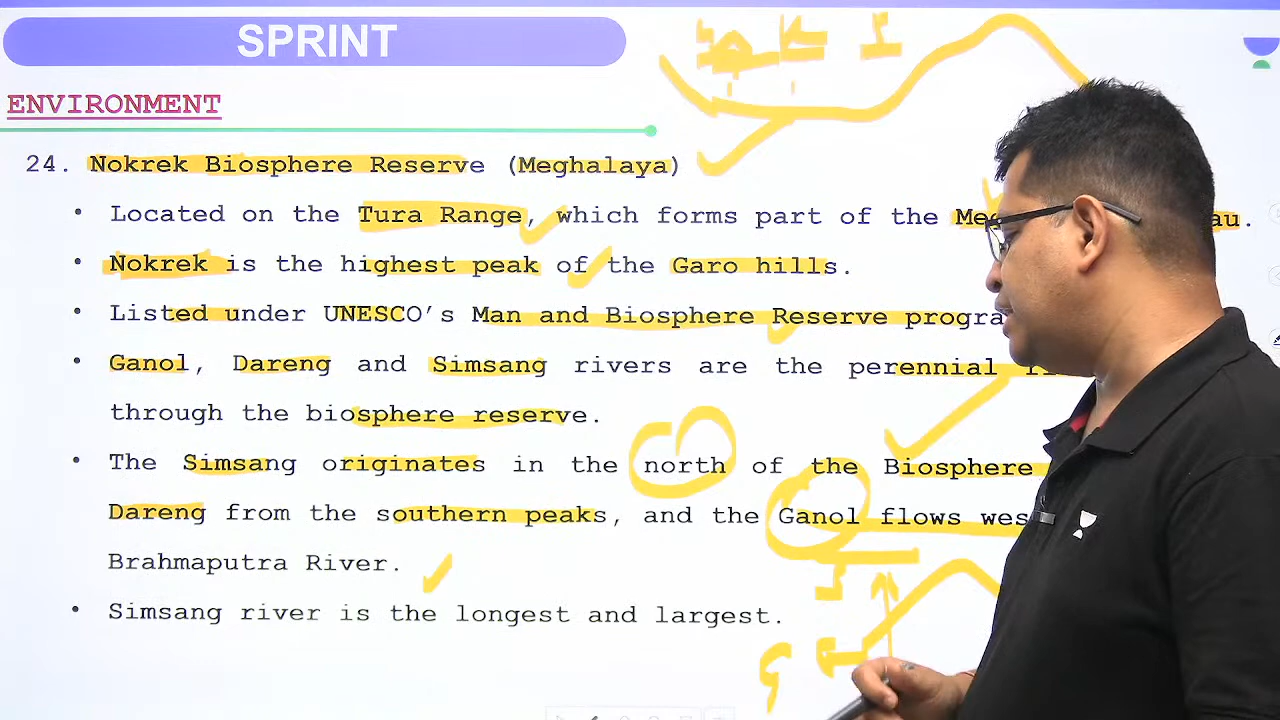 SPRINT
ENVIRONMENT
24. Nokrek Biosphere Reserve (Meghalaya)
• Located on the Tura Range, which forms part of the
• Nokrek is the highest peak of the Garo hills.
• Listed under UNESCO's Man and Biosphere Reserve
• Ganol, Dareng and Simsang rivers are the perennial
through the biosphere reserve.
• The Simsang originates in the north of the Biosphere
Dareng from the southern peaks, and the Ganol flows
Brahmaputra River.
• Simsang river is the longest and largest.